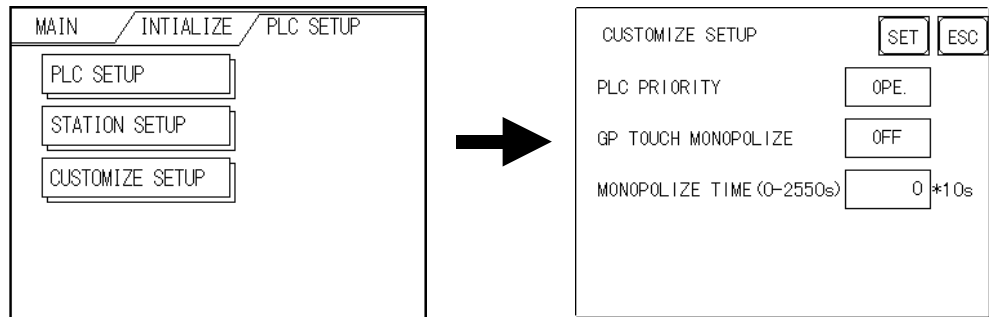 MAIN INTIALIZE PLC SETUP
PLC SETUP
STATION SETUP
CUSTOMIZE SETUP
CUSTOMIZE SETUP SET ESC
PLC PRIORITY OPE.
GP TOUCH MONOPOLIZE OFF
MONOPOLIZE TIME(0-2550s) 0 *10s